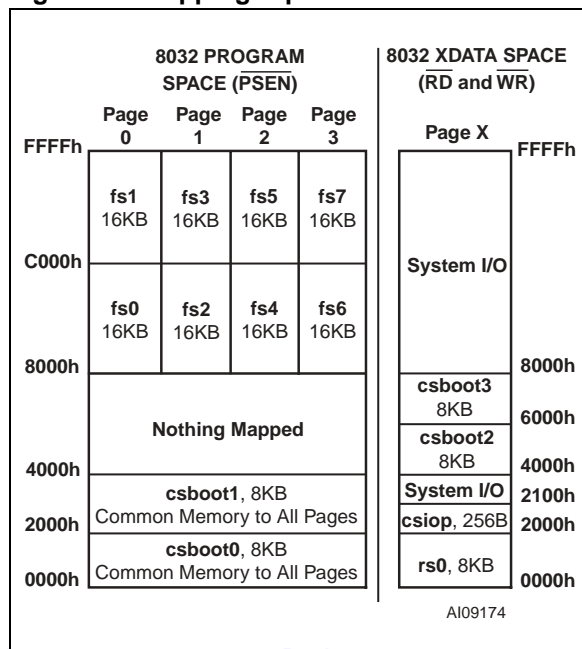 8032 PROGRAM
SPACE (PSEN)
Page 0
Page 1
Page 2
Page 3
FFFFh
fs1
16KB
fs3
16KB
fs5
16KB
fs7
16KB
C000h
fs0
16KB
fs2
16KB
fs4
16KB
fs6
16KB
8000h
Nothing Mapped
4000h
csboot1, 8KB
Common Memory to All Pages
2000h
csboot0, 8KB
Common Memory to All Pages
0000h
8032 XDATA SPACE
(RD and WR)
Page X
FFFFh
System I/O
8000h
csboot3
8KB
6000h
csboot2
8KB
4000h
System I/O
2100h
csiop, 256B
2000h
rs0, 8KB
0000h
AI09174